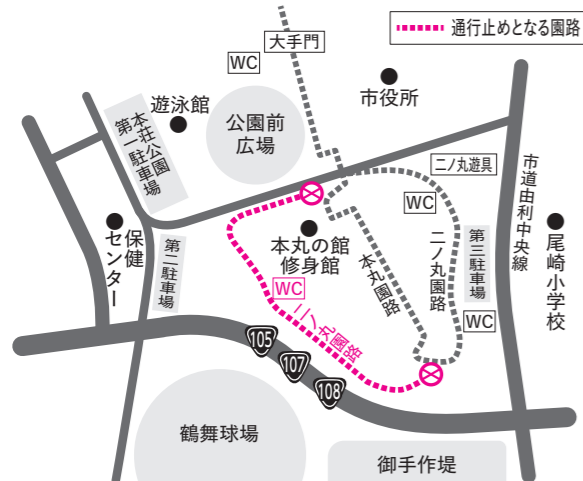 通行止めとなる園路
大手門
WC
市役所
遊泳館
公園前
広場
本荘公園
第一駐車場
二ノ丸遊具
WC
市道由利中央線
尾崎小学校
保健
センター
第二駐車場
本丸の館
修身館
本丸園路
二ノ丸園路
第三駐車場
WC
WC
二ノ丸園路
105
107
108
鶴舞球場
御手作堤